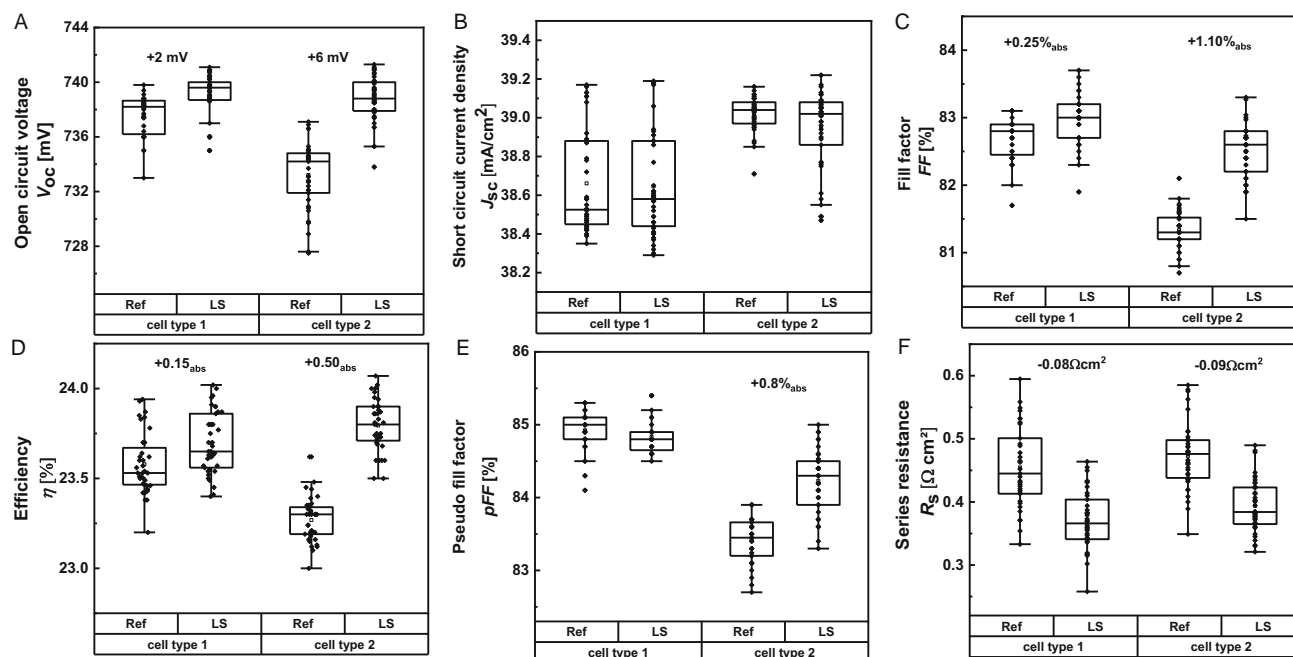 A
Open circuit voltage
V_OC [mV]
744
740
736
732
728
+2 mV
+6 mV
Ref
LS
Ref
LS
cell type 1
cell type 2
B
Short circuit current density
J_SC [mA/cm²]
39.4
39.2
39.0
38.8
38.6
38.4
38.2
Ref
LS
Ref
LS
cell type 1
cell type 2
C
Fill factor
FF [%]
84
83
82
81
+0.25%abs
+1.10%abs
Ref
LS
Ref
LS
cell type 1
cell type 2
D
Efficiency
η [%]
24.0
23.5
23.0
+0.15abs
+0.50abs
Ref
LS
Ref
LS
cell type 1
cell type 2
E
Pseudo fill factor
pFF [%]
86
85
84
83
+0.8%abs
Ref
LS
Ref
LS
cell type 1
cell type 2
F
Series resistance
R_S [Ω cm²]
0.6
0.5
0.4
0.3
-0.08Ωcm²
-0.09Ωcm²
Ref
LS
Ref
LS
cell type 1
cell type 2